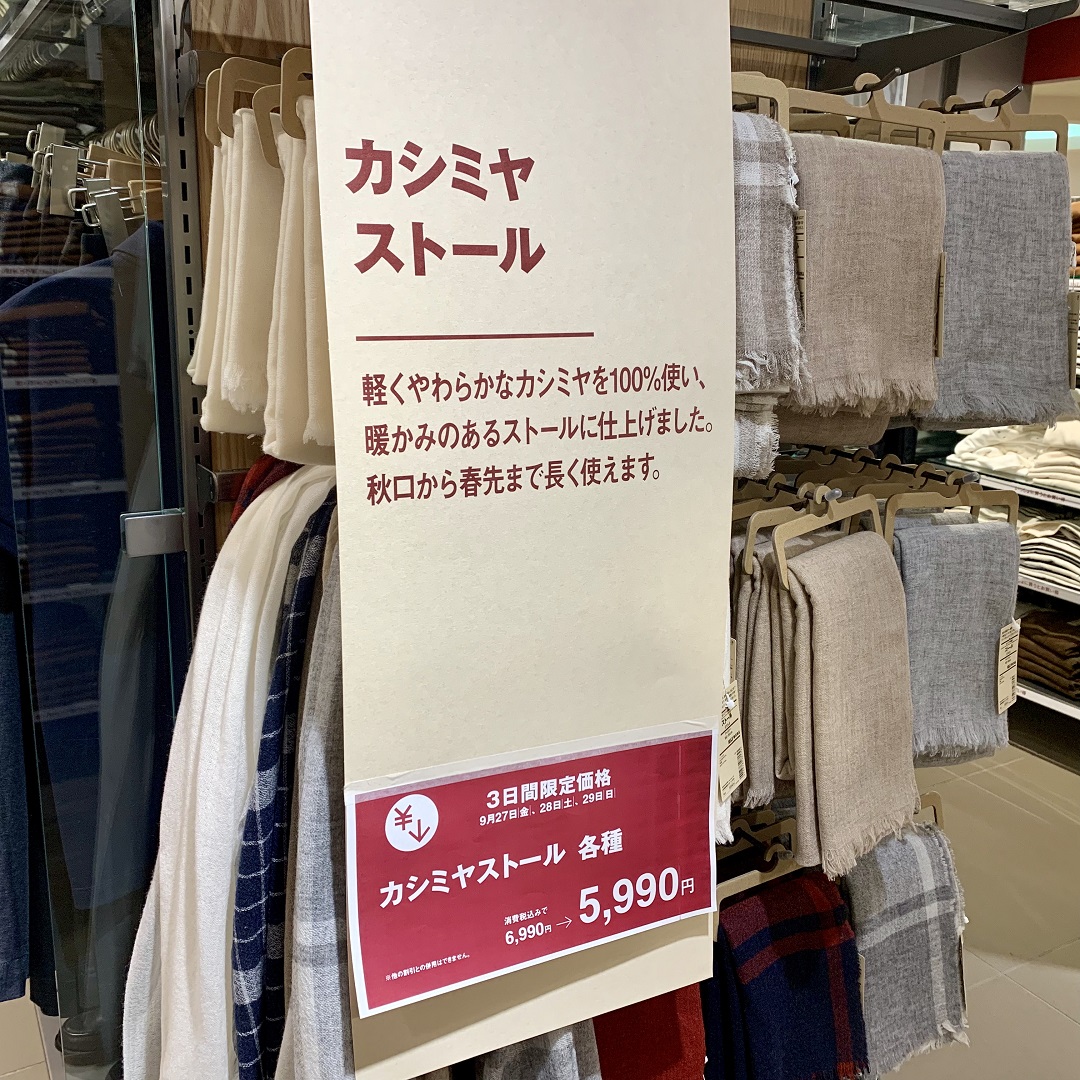 カシミヤ
ストール
軽くやわらかなカシミヤを100%使い、
暖かみのあるストールに仕上げました。
秋口から春先まで長く使えます。
¥↓
3日間限定価格
9月27日|金|、28日|土|、29日|日|
カシミヤストール 各種
消費税込みで
6,990円 → 5,990円
※他の割引との併用はできません。